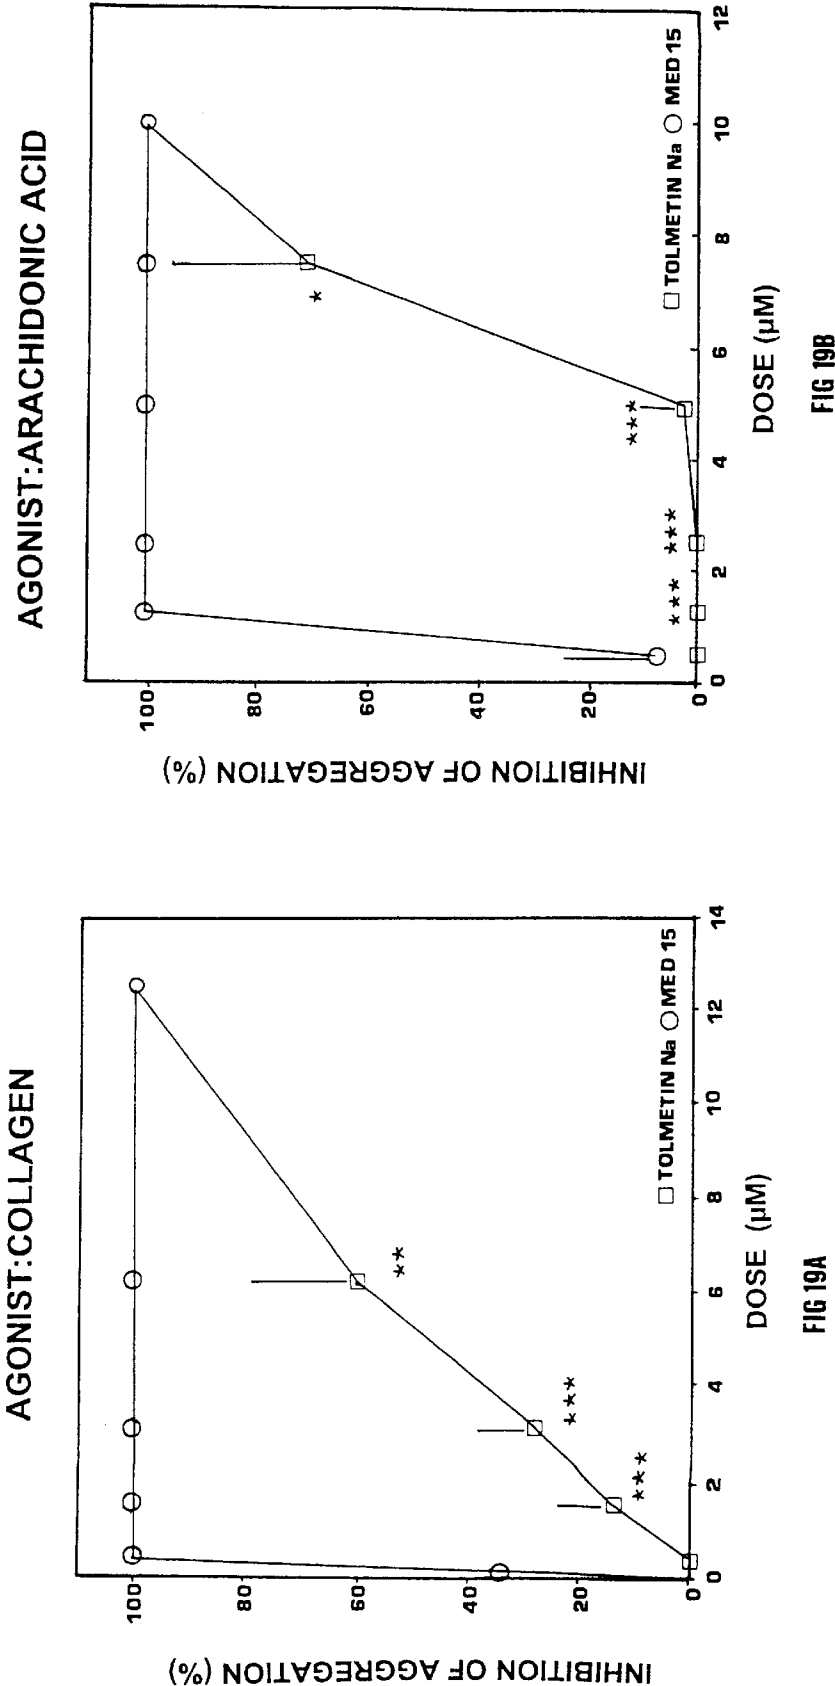 AGONIST:COLLAGEN
INHIBITION OF AGGREGATION (%)
100
80
60
40
20
0
***
***
**
□ TOLMETIN Na ○ MED 15
0 2 4 6 8 10 12 14
DOSE (µM)
FIG 19A
AGONIST:ARACHIDONIC ACID
INHIBITION OF AGGREGATION (%)
100
80
60
40
20
0
*** ***
***
*
□ TOLMETIN Na ○ MED 15
0 2 4 6 8 10 12
DOSE (µM)
FIG 19B